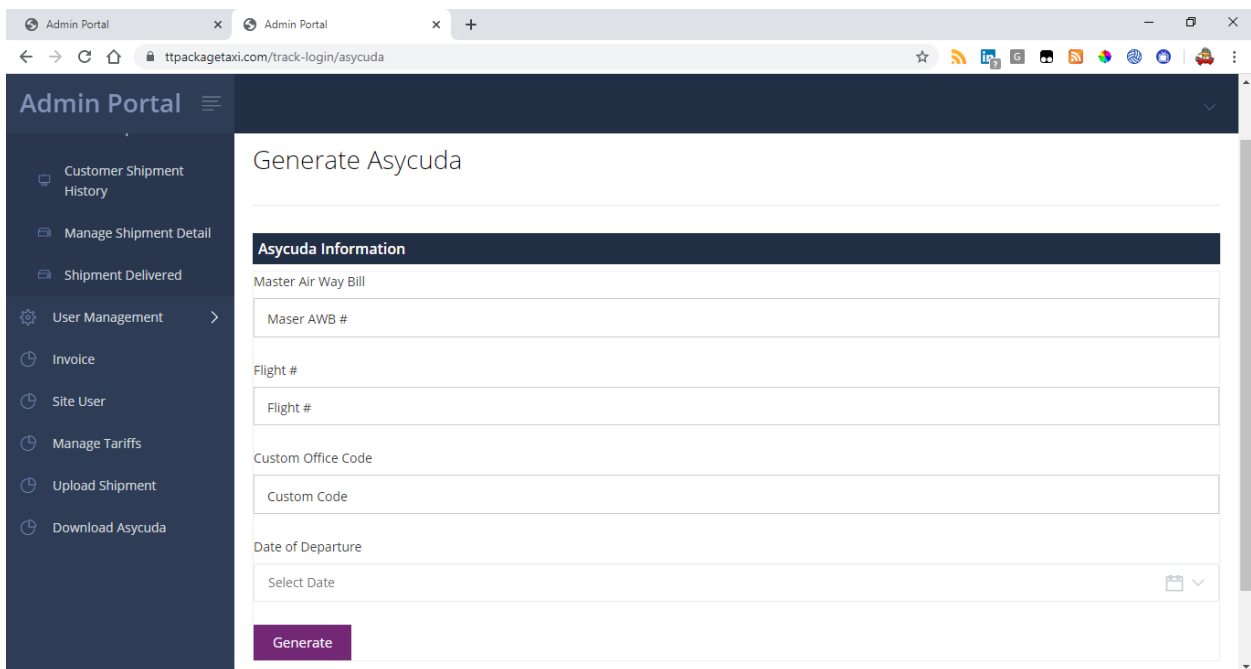 Admin Portal
Admin Portal
ttpackagetaxi.com/track-login/asycuda
Admin Portal
Customer Shipment
History
Manage Shipment Detail
Shipment Delivered
User Management
Invoice
Site User
Manage Tariffs
Upload Shipment
Download Asycuda
Generate Asycuda
Asycuda Information
Master Air Way Bill
Maser AWB #
Flight #
Flight #
Custom Office Code
Custom Code
Date of Departure
Select Date
Generate